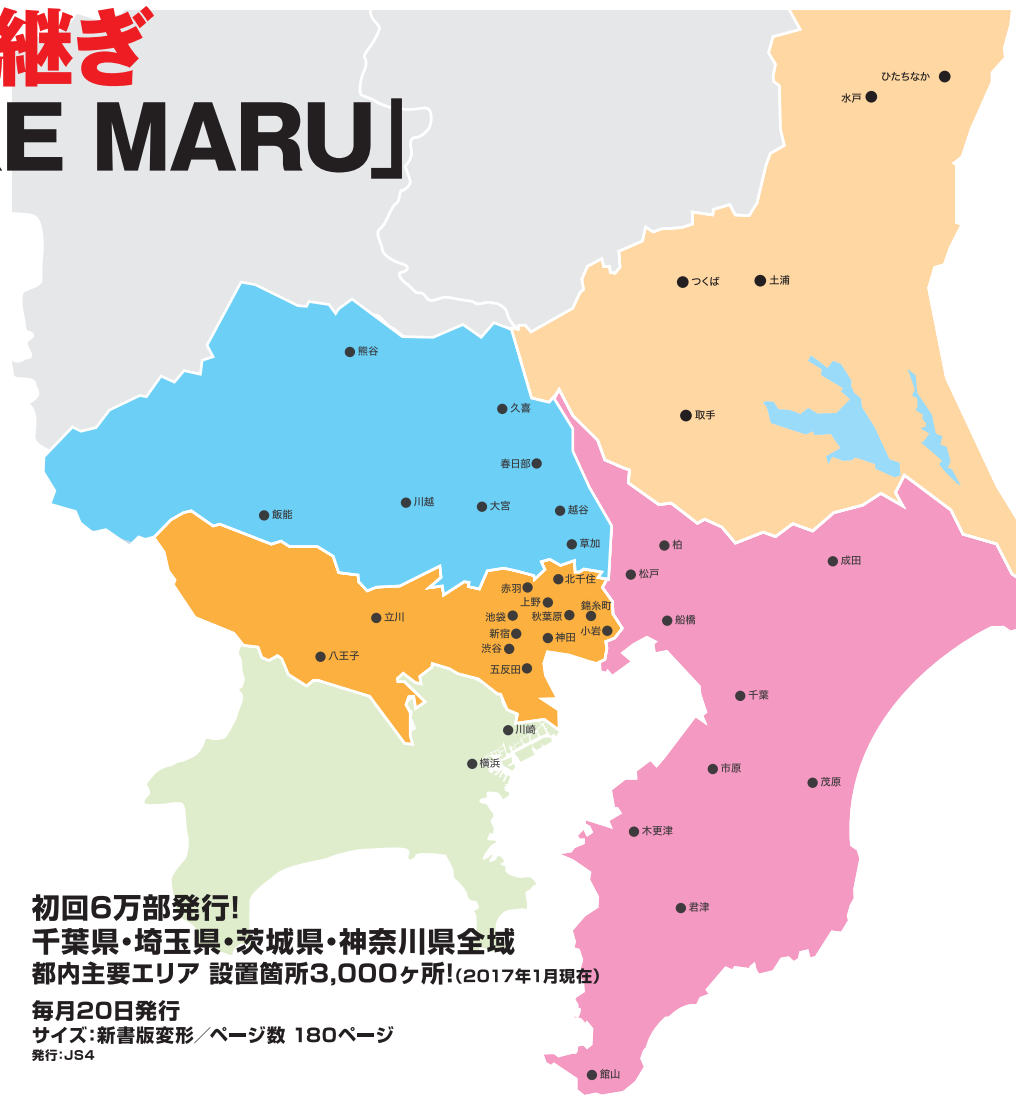 継ぎ
E MARU」
ひたちなか
水戸
つくば
土浦
熊谷
久喜
取手
春日部
川越
大宮
越谷
飯能
草加
柏
成田
松戸
北千住
赤羽
上野
錦糸町
立川
池袋
秋葉原
船橋
新宿
神田
小岩
渋谷
八王子
五反田
千葉
川崎
横浜
市原
茂原
木更津
君津
初回6万部発行!
千葉県・埼玉県・茨城県・神奈川県全域
都内主要エリア 設置箇所3,000ヶ所!(2017年1月現在)
毎月20日発行
サイズ:新書版変形/ページ数 180ページ
発行:JS4
館山